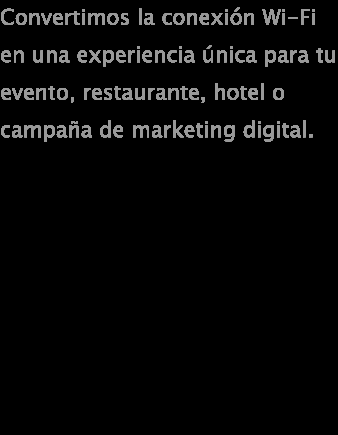 Convertimos la conexión Wi-Fi
en una experiencia única para tu
evento, restaurante, hotel o
campaña de marketing digital.